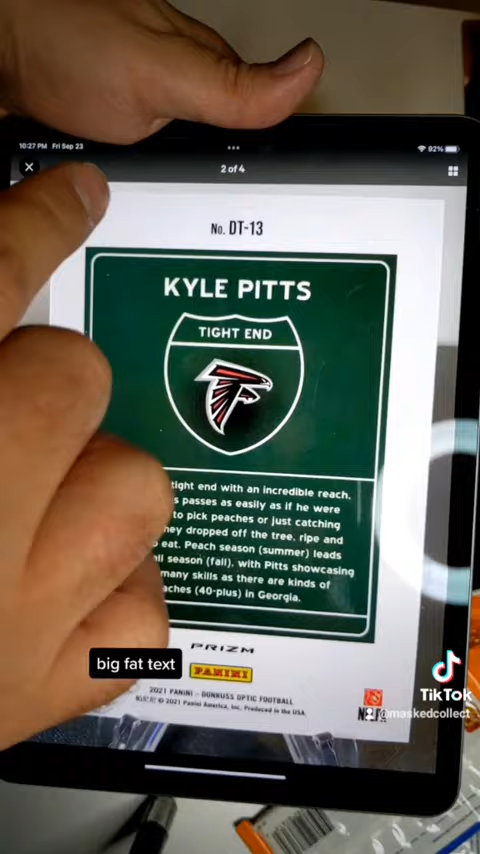 10:27 PM Fri Sep 23
92%
2 of 4
No. DT-13
KYLE PITTS
TIGHT END
tight end with an incredible reach,
passes as easily as if he were
to pick peaches or just catching
dropped off the tree, ripe and
eat. Peach season (summer) leads
season (fall), with Pitts showcasing
many skills as there are kinds of
(40-plus) in Georgia.
PRIZM
big fat text
PANINI
2021 PANINI - DONRUSS OPTIC FOOTBALL
© 2021 Panini America, Inc. Produced in the USA.
TikTok
@maskedcollect